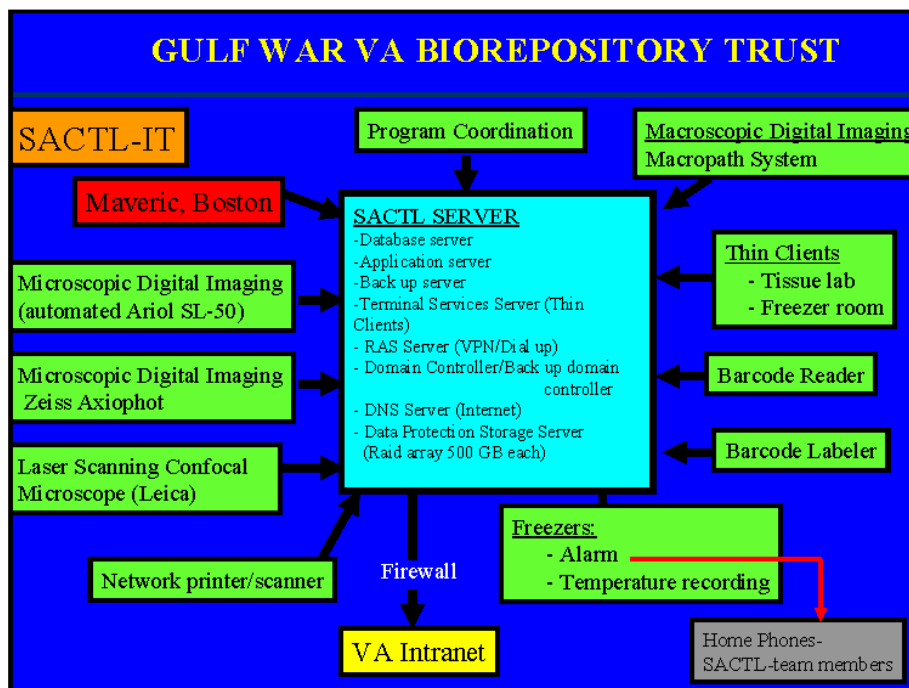 GULF WAR VA BIOREPOSITORY TRUST
SACTL-IT
Program Coordination
Macroscopic Digital Imaging
Macropath System
Maveric, Boston
SACTL SERVER
-Database server
-Application server
-Back up server
-Terminal Services Server (Thin
Clients)
- RAS Server (VPN/Dial up)
- Domain Controller/Back up domain
controller
- DNS Server (Internet)
- Data Protection Storage Server
(Raid array 500 GB each)
Thin Clients
- Tissue lab
- Freezer room
Microscopic Digital Imaging
(automated Ariol SL-50)
Microscopic Digital Imaging
Zeiss Axiophot
Barcode Reader
Laser Scanning Confocal
Microscope (Leica)
Barcode Labeler
Network printer/scanner
Firewall
Freezers:
- Alarm
- Temperature recording
VA Intranet
Home Phones-
SACTL-team members